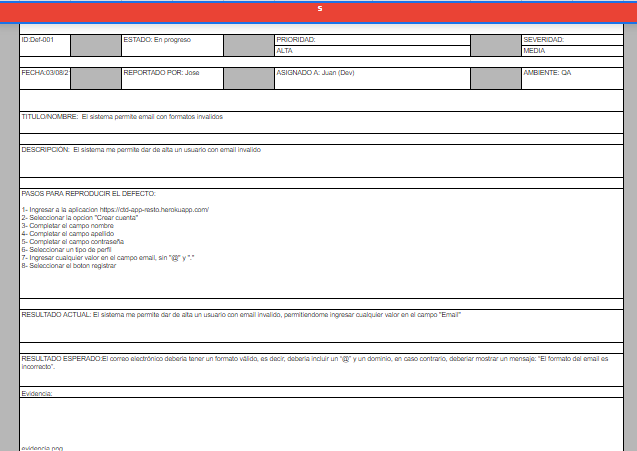 S
ID:Def-001
ESTADO: En progreso
PRIORIDAD:
ALTA
SEVERIDAD:
MEDIA
FECHA:03/08/2
REPORTADO POR: Jose
ASIGNADO A: Juan (Dev)
AMBIENTE: QA
TITULO/NOMBRE: El sistema permite email con formatos invalidos
DESCRIPCIÓN: El sistema me permite dar de alta un usuario con email invalido
PASOS PARA REPRODUCIR EL DEFECTO:
1- Ingresar a la aplicacion https://ctd-app-resto.herokuapp.com/
2- Seleccionar la opcion "Crear cuenta"
3- Completar el campo nombre
4- Completar el campo apellido
5- Completar el campo contraseña
6- Seleccionar un tipo de perfil
7- Ingresar cualquier valor en el campo email, sin "@" y "."
8- Seleccionar el boton registrar
RESULTADO ACTUAL: El sistema me permite dar de alta un usuario con email invalido, permitiendome ingresar cualquier valor en el campo "Email"
RESULTADO ESPERADO:El correo electrónico debería tener un formato válido, es decir, debería incluir un "@" y un dominio, en caso contrario, deberiar mostrar un mensaje: "El formato del email es
incorrecto".
Evidencia:
evidencia.png